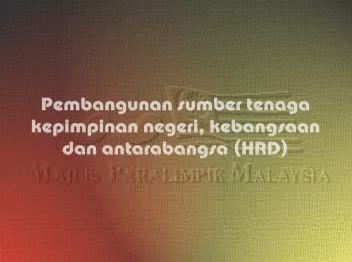 Pembangunan sumber tenaga
kepimpinan negeri, kebangsaan
dan antarabangsa (HRD)
MAJLIS PARALIMPIK MALAYSIA